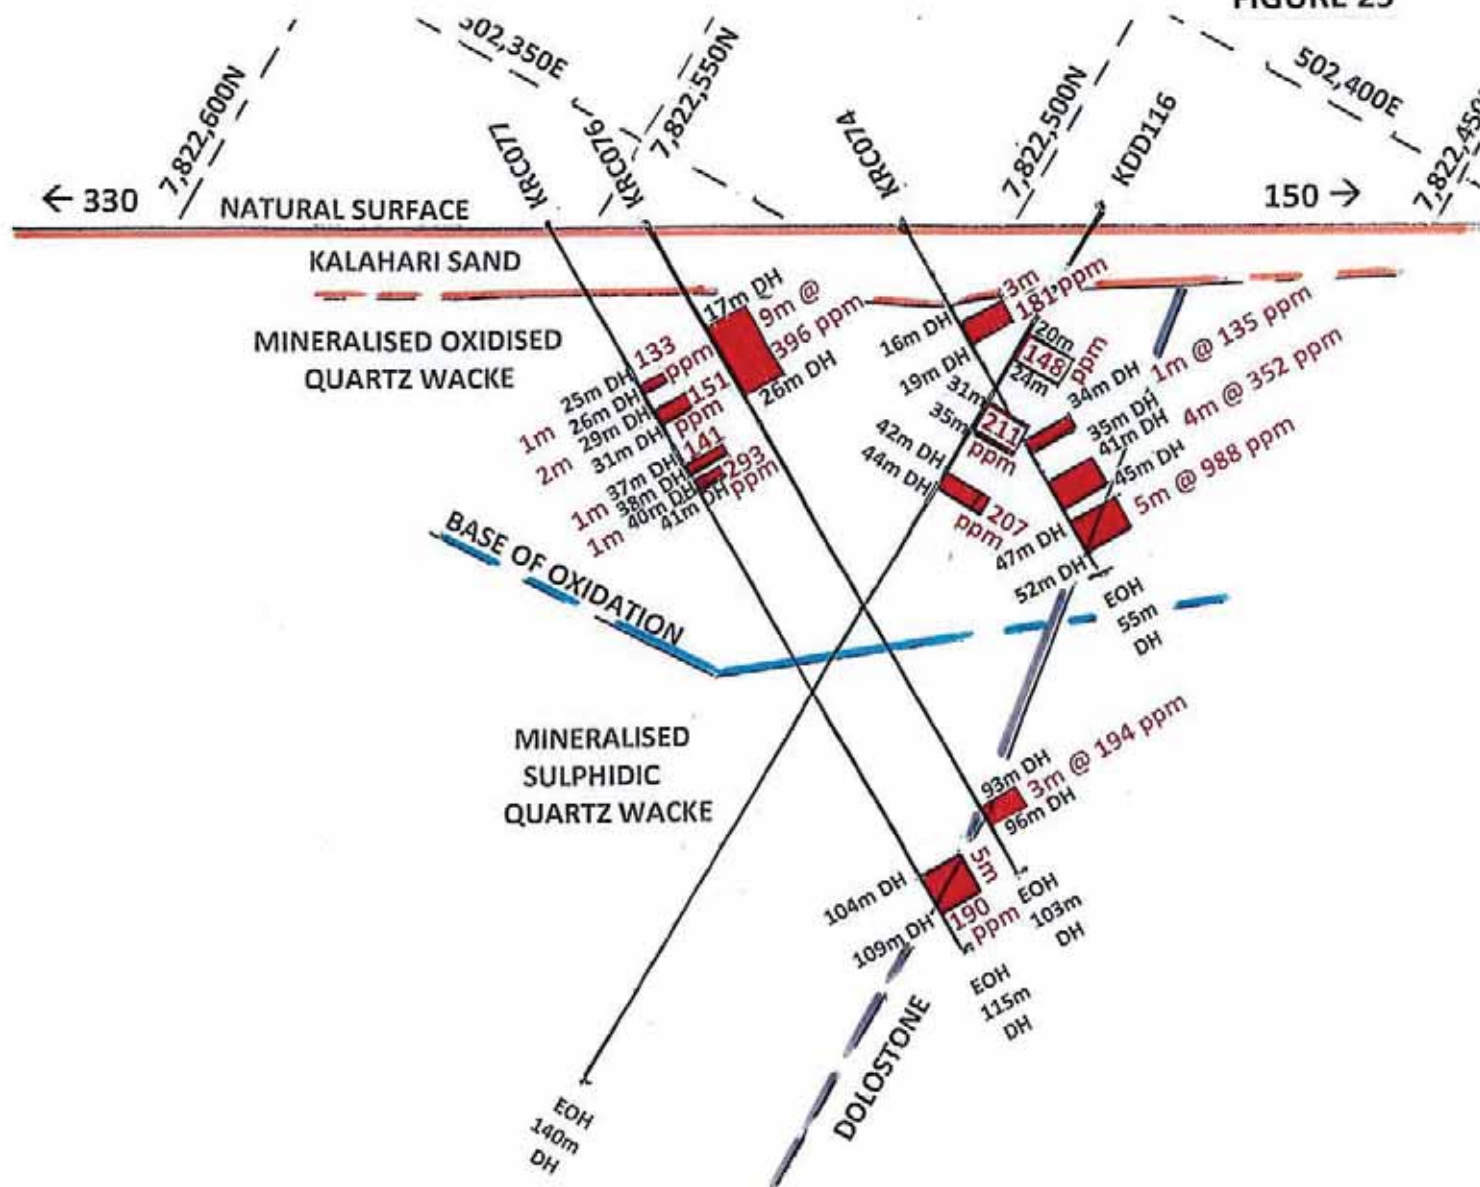 FIGURE 25
502,350E
7,822,550N
7,822,600N
502,400E
7,822,500N
7,822,450
KRC077
KRC076
KRC074
KDD116
← 330
150 →
NATURAL SURFACE
KALAHARI SAND
MINERALISED OXIDISED
QUARTZ WACKE
17m DH
9m @
396 ppm
26m DH
133
ppm
25m DH
1m
26m DH
151
ppm
29m DH
2m
31m DH
141
37m DH
1m
38m DH
293
ppm
40m DH
1m
41m DH
3m
181 ppm
16m DH
19m DH
20m
148
ppm
24m
31m
211
ppm
35m
42m DH
44m DH
207
ppm
34m DH
1m @ 135 ppm
35m DH
41m DH
4m @ 352 ppm
45m DH
5m @ 988 ppm
47m DH
52m DH
EOH
55m
DH
BASE OF OXIDATION
MINERALISED
SULPHIDIC
QUARTZ WACKE
93m DH
3m @ 194 ppm
96m DH
104m DH
5m
190
ppm
109m DH
EOH
103m
DH
EOH
115m
DH
DOLOSTONE
EOH
140m
DH